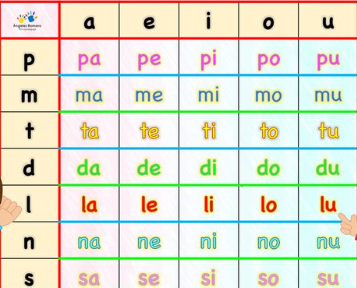 Ángeles Romero
a e i o u
p pa pe pi po pu
m ma me mi mo mu
t ta te ti to tu
d da de di do du
l la le li lo lu
n na ne ni no nu
s sa se si so su